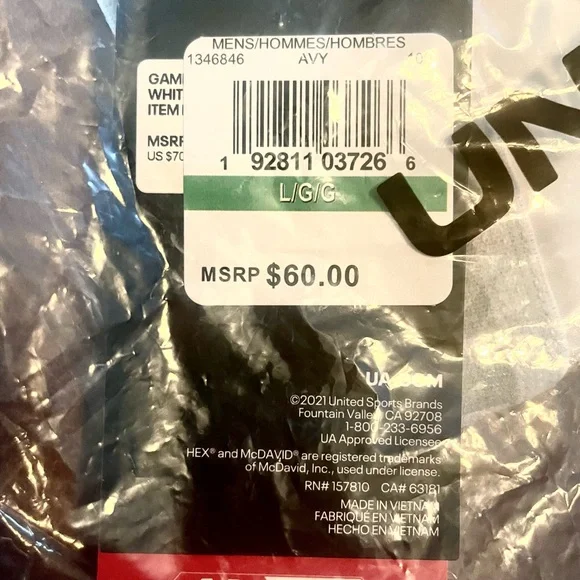 MENS/HOMMES/HOMBRES
1346846 AVY
GAM
WHIT
ITEM
MSRP
US $70
1 92811 03726 6
L/G/G
MSRP $60.00
UN
UA.COM
©2021 United Sports Brands
Fountain Valley CA 92708
1-800-233-6956
UA Approved Licensee
HEX® and McDAVID® are registered trademarks
of McDavid, Inc., used under license.
RN# 157810 CA# 63181
MADE IN VIETNAM
FABRIQUÉ EN VIETNAM
HECHO EN VIETNAM